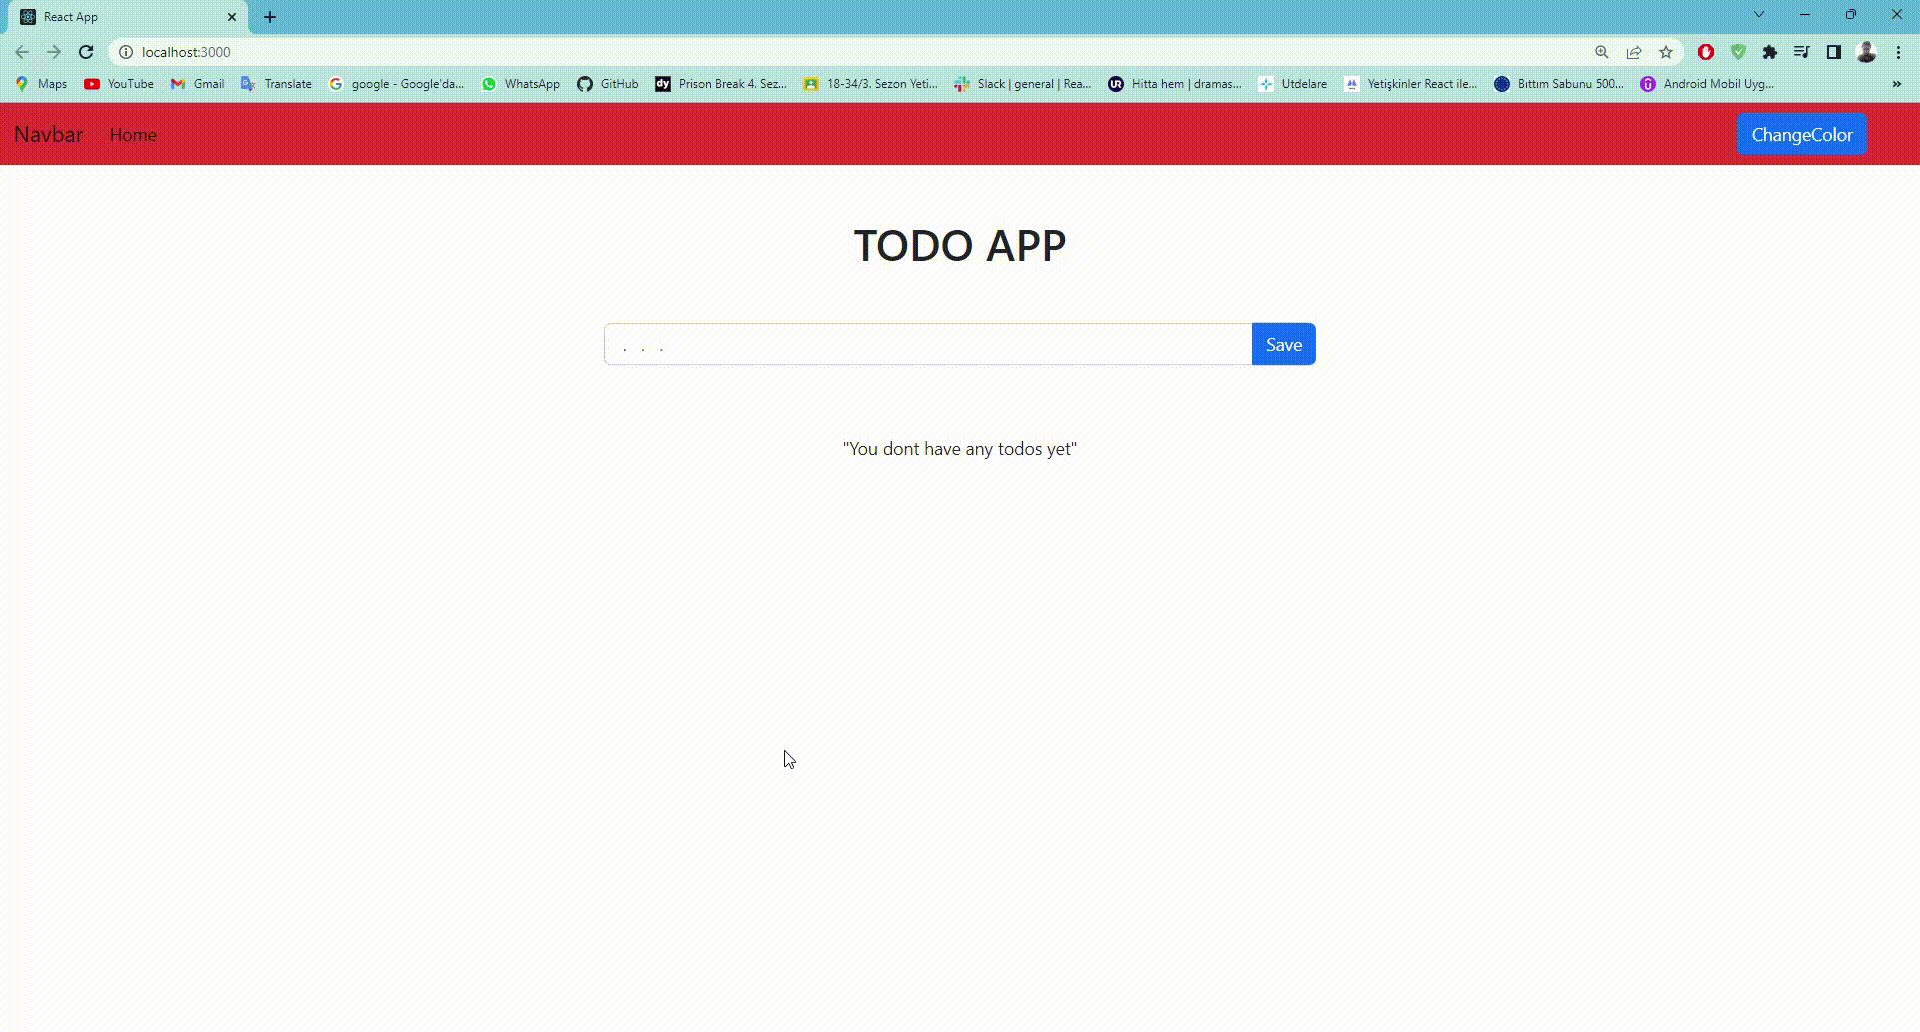 React App
localhost:3000
Maps YouTube Gmail Translate google - Google'da... WhatsApp GitHub dy Prison Break 4. Sez... 18-34/3. Sezon Yeti... Slack | general | Rea... UR Hitta hem | dramas... Utdelare Yetişkinler React ile... Bıttım Sabunu 500... Android Mobil Uyg... »
Navbar Home ChangeColor
TODO APP
. . . Save
"You dont have any todos yet"